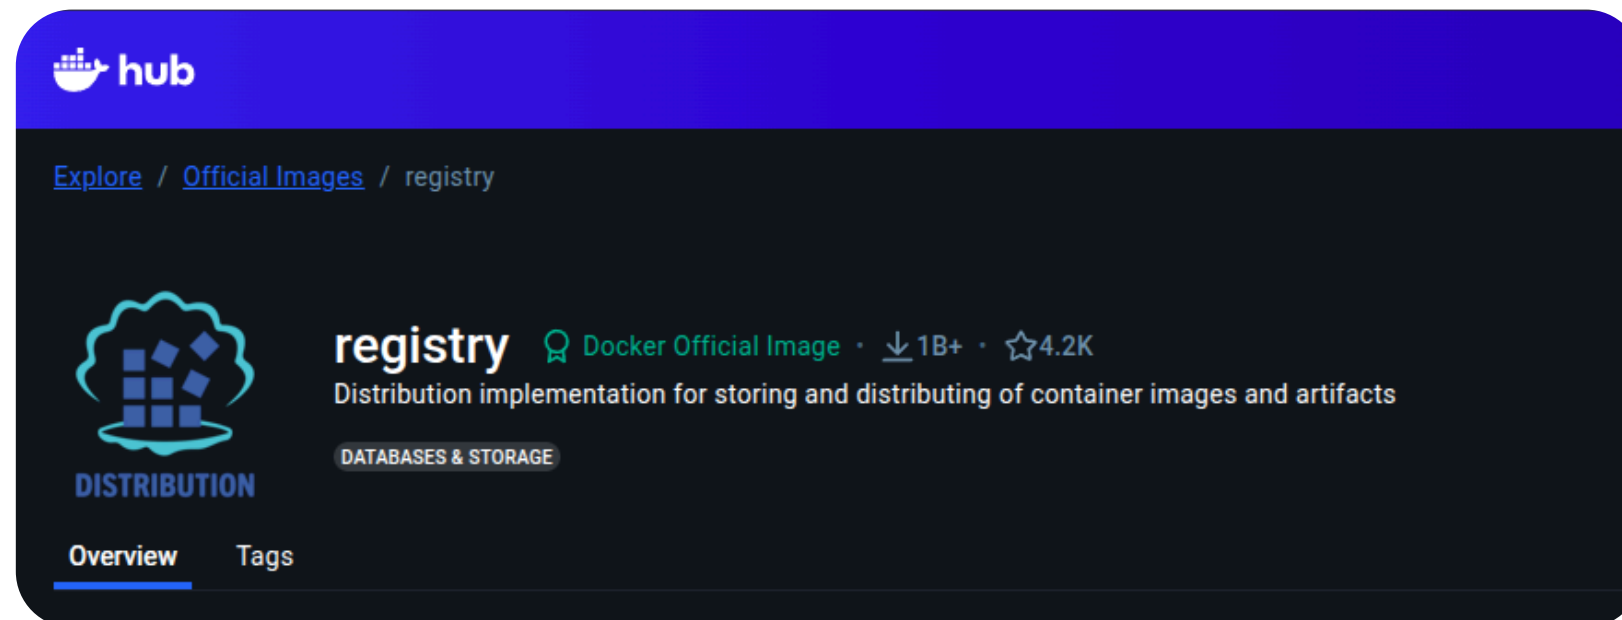 hub
Explore / Official Images / registry
registry Docker Official Image · 1B+ · 4.2K
Distribution implementation for storing and distributing of container images and artifacts
DATABASES & STORAGE
DISTRIBUTION
Overview Tags